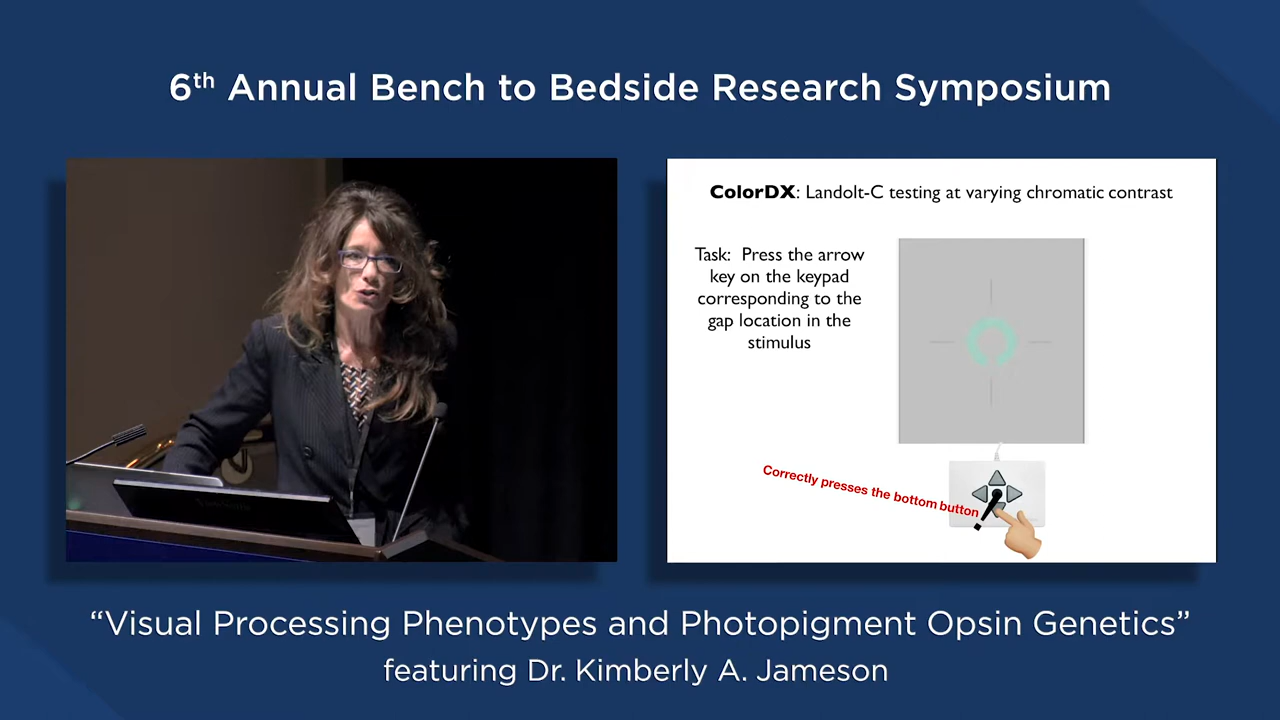 6th Annual Bench to Bedside Research Symposium
ColorDX: Landolt-C testing at varying chromatic contrast
Task: Press the arrow
key on the keypad
corresponding to the
gap location in the
stimulus
Correctly presses the bottom button
“Visual Processing Phenotypes and Photopigment Opsin Genetics”
featuring Dr. Kimberly A. Jameson